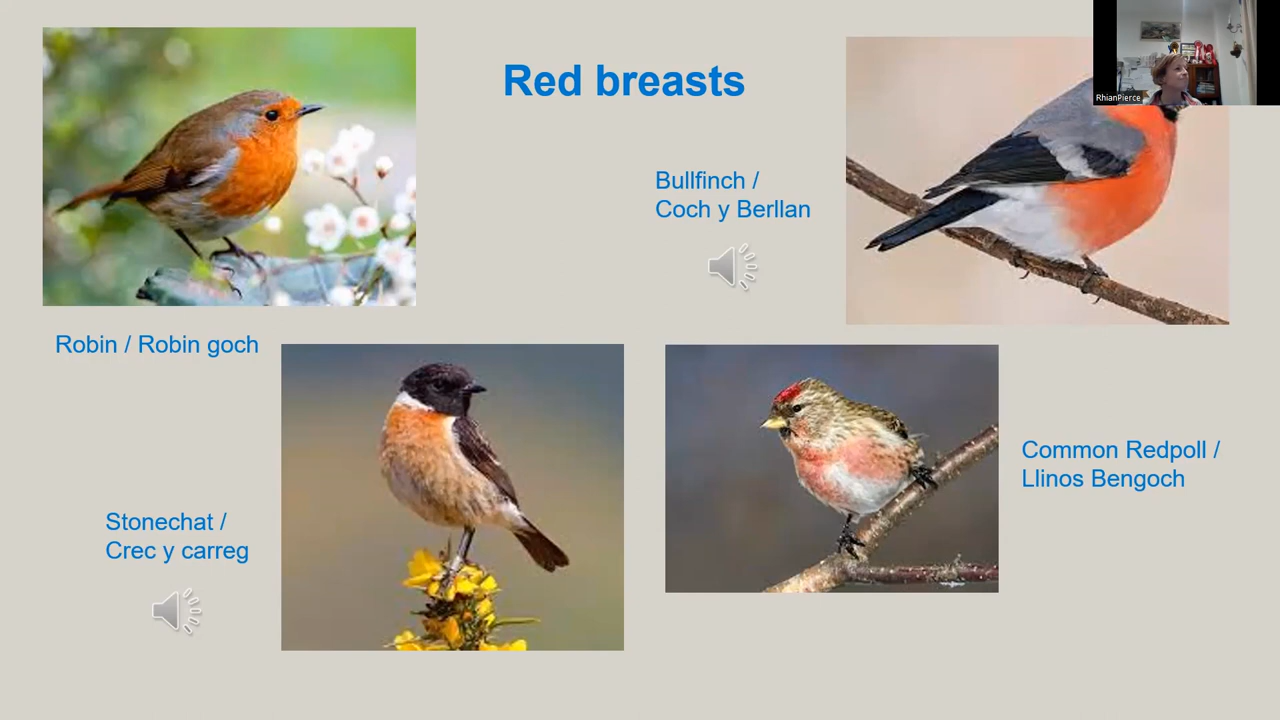 Red breasts
RhianPierce
Bullfinch /
Coch y Berllan
Robin / Robin goch
Common Redpoll /
Llinos Bengoch
Stonechat /
Crec y carreg